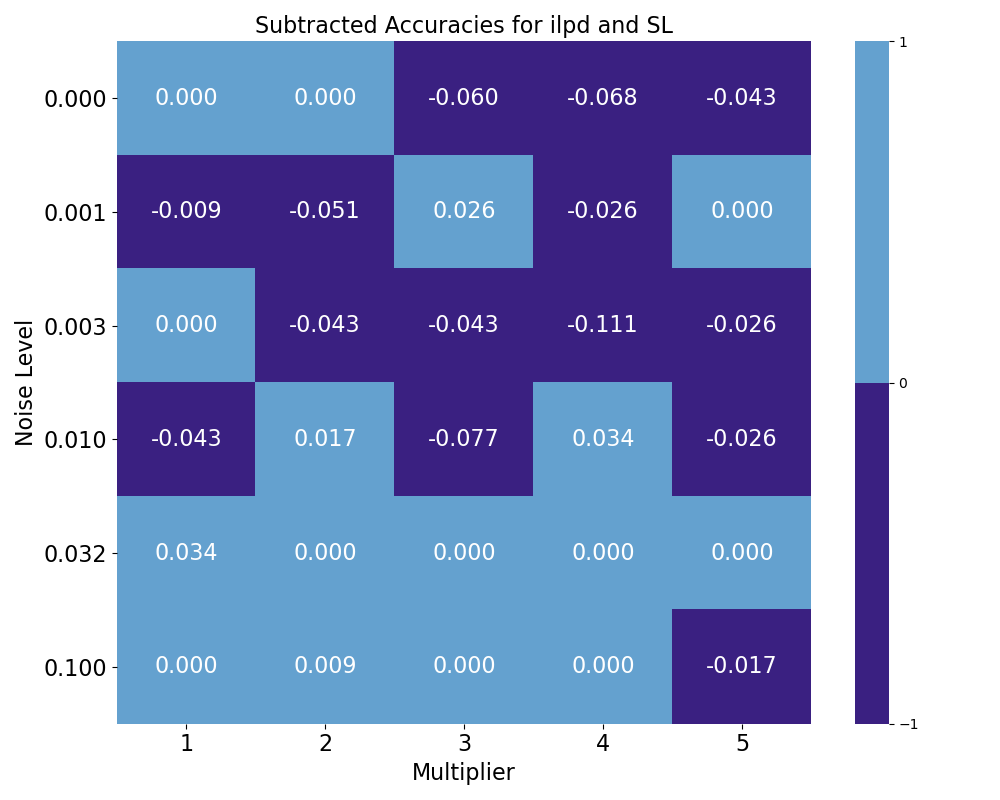 Subtracted Accuracies for ilpd and SL
0.000 0.000 0.000 -0.060 -0.068 -0.043
0.001 -0.009 -0.051 0.026 -0.026 0.000
0.003 0.000 -0.043 -0.043 -0.111 -0.026
0.010 -0.043 0.017 -0.077 0.034 -0.026
0.032 0.034 0.000 0.000 0.000 0.000
0.100 0.000 0.009 0.000 0.000 -0.017
1 2 3 4 5
Multiplier
Noise Level
1
0
−1